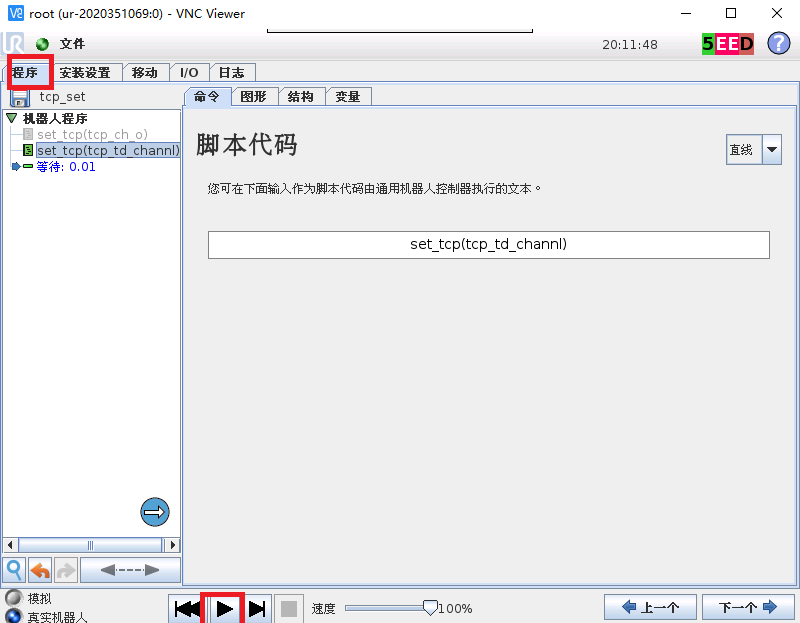 root (ur-2020351069:0) - VNC Viewer
UR 文件 20:11:48 5EED ?
程序 安装设置 移动 I/O 日志
tcp_set 命令 图形 结构 变量
机器人程序
set_tcp(tcp_ch_o)
set_tcp(tcp_td_channl)
等待: 0.01
脚本代码
直线
您可在下面输入作为脚本代码由通用机器人控制器执行的文本。
set_tcp(tcp_td_channl)
模拟
真实机器人
速度 100%
上一个 下一个